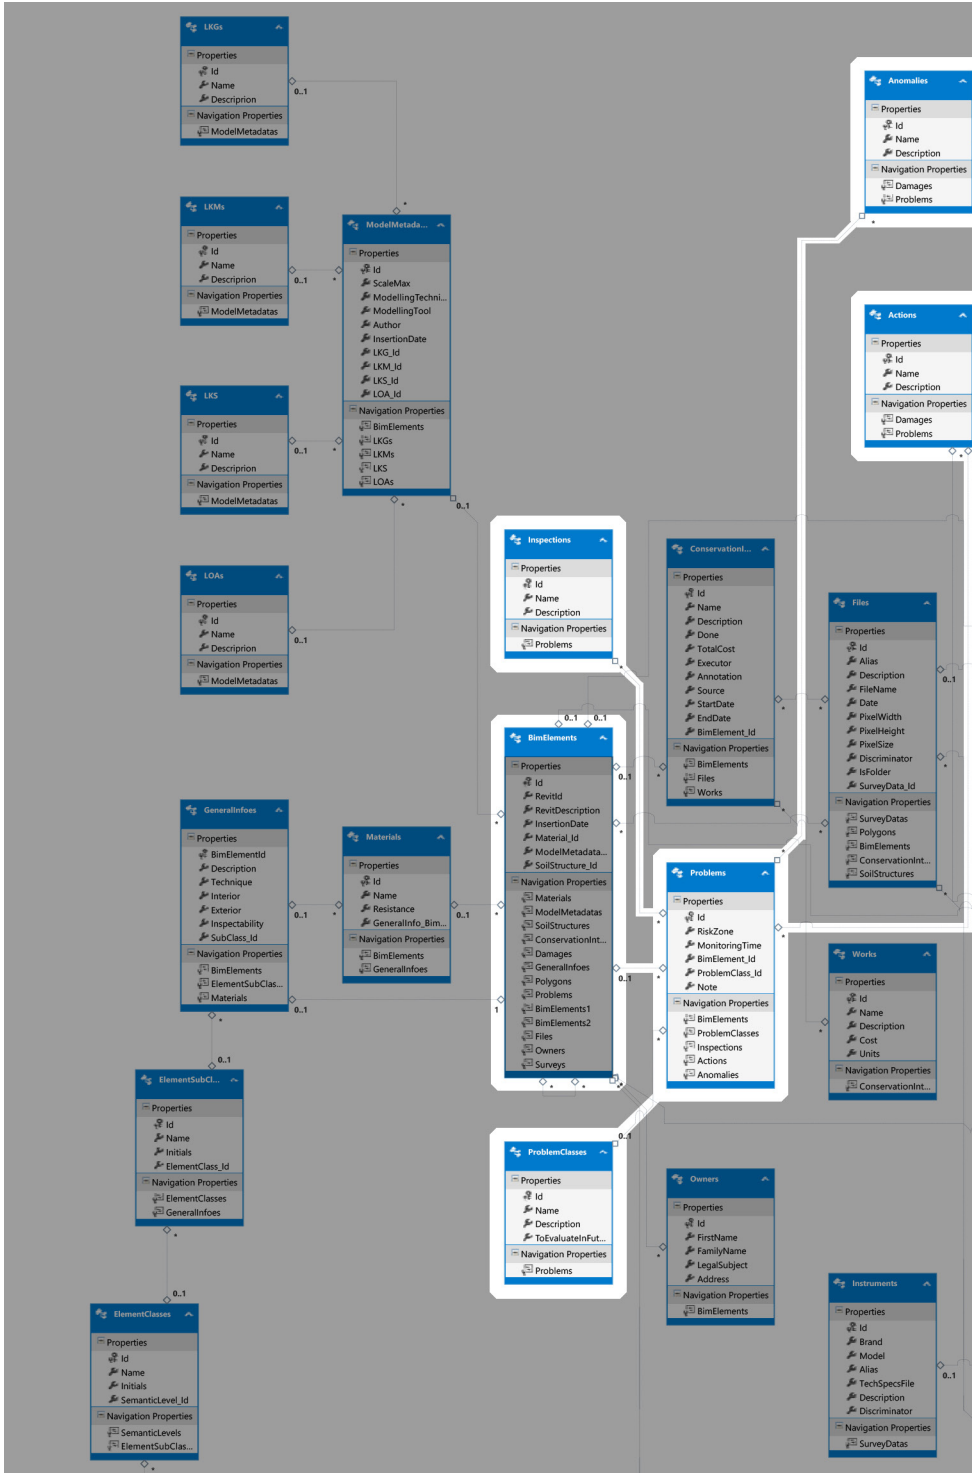 LKGs
Properties
Id
Name
Descriprion
Navigation Properties
ModelMetadatas
0..1
*
LKMs
Properties
Id
Name
Descriprion
Navigation Properties
ModelMetadatas
0..1
*
LKS
Properties
Id
Name
Descriprion
Navigation Properties
ModelMetadatas
0..1
*
LOAs
Properties
Id
Name
Descriprion
Navigation Properties
ModelMetadatas
0..1
*
ModelMetada...
Properties
Id
ScaleMax
ModellingTechni...
ModellingTool
Author
InsertionDate
LKG_Id
LKM_Id
LKS_Id
LOA_Id
Navigation Properties
BimElements
LKGs
LKMs
LKS
LOAs
0..1
*
Anomalies
Properties
Id
Name
Description
Navigation Properties
Damages
Problems
*
Actions
Properties
Id
Name
Description
Navigation Properties
Damages
Problems
*
Inspections
Properties
Id
Name
Description
Navigation Properties
Problems
*
ConservationI...
Properties
Id
Name
Description
Done
TotalCost
Executor
Annotation
Source
StartDate
EndDate
BimElement_Id
Navigation Properties
BimElements
Files
Works
*
*
*
Files
Properties
Id
Alias
Description
FileName
Date
PixelWidth
PixelHeight
PixelSize
Discriminator
IsFolder
SurveyData_Id
Navigation Properties
SurveyDatas
Polygons
BimElements
ConservationInt...
SoilStructures
*
0..1
*
*
*
0..1
0..1
BimElements
Properties
Id
RevitId
RevitDescription
InsertionDate
Material_Id
ModelMetadata...
SoilStructure_Id
Navigation Properties
Materials
ModelMetadatas
SoilStructures
ConservationInt...
Damages
GeneralInfoes
Polygons
Problems
BimElements1
BimElements2
Files
Owners
Surveys
0..1
*
0..1
1
*
*
*
GeneralInfoes
Properties
BimElementId
Description
Technique
Interior
Exterior
Inspectability
SubClass_Id
Navigation Properties
BimElements
ElementSubClas...
Materials
0..1
0..1
*
Materials
Properties
Id
Name
Resistance
GeneralInfo_Bim...
Navigation Properties
BimElements
GeneralInfoes
*
0..1
*
Problems
Properties
Id
RiskZone
MonitoringTime
BimElement_Id
ProblemClass_Id
Note
Navigation Properties
BimElements
ProblemClasses
Inspections
Actions
Anomalies
*
*
*
*
*
Works
Properties
Id
Name
Description
Cost
Units
Navigation Properties
ConservationInt...
*
0..1
ElementSubCl...
Properties
Id
Name
Initials
ElementClass_Id
Navigation Properties
ElementClasses
GeneralInfoes
*
0..1
ProblemClasses
Properties
Id
Name
Description
ToEvaluateInFut...
Navigation Properties
Problems
0..1
Owners
Properties
Id
FirstName
FamilyName
LegalSubject
Address
Navigation Properties
BimElements
*
Instruments
Properties
Id
Brand
Model
Alias
TechSpecsFile
Description
Discriminator
Navigation Properties
SurveyDatas
0..1
ElementClasses
Properties
Id
Name
Initials
SemanticLevel_Id
Navigation Properties
SemanticLevels
ElementSubClas...
*